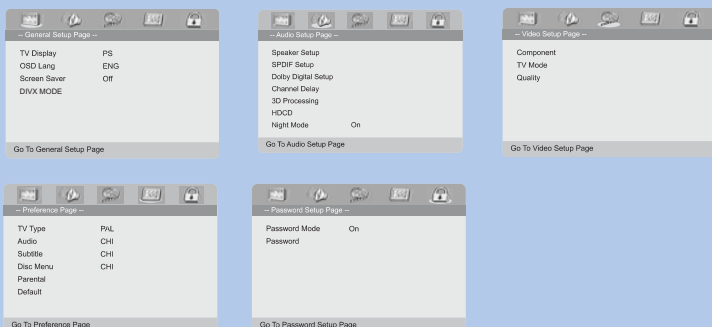 -- General Setup Page --
TV Display PS
OSD Lang ENG
Screen Saver Off
DIVX MODE
Go To General Setup Page
-- Audio Setup Page --
Speaker Setup
SPDIF Setup
Dolby Digital Setup
Channel Delay
3D Processing
HDCD
Night Mode On
Go To Audio Setup Page
-- Video Setup Page --
Component
TV Mode
Quality
Go To Video Setup Page
-- Preference Page --
TV Type PAL
Audio CHI
Subtitle CHI
Disc Menu CHI
Parental
Default
Go To Preference Page
-- Password Setup Page --
Password Mode On
Password
Go To Password Setup Page